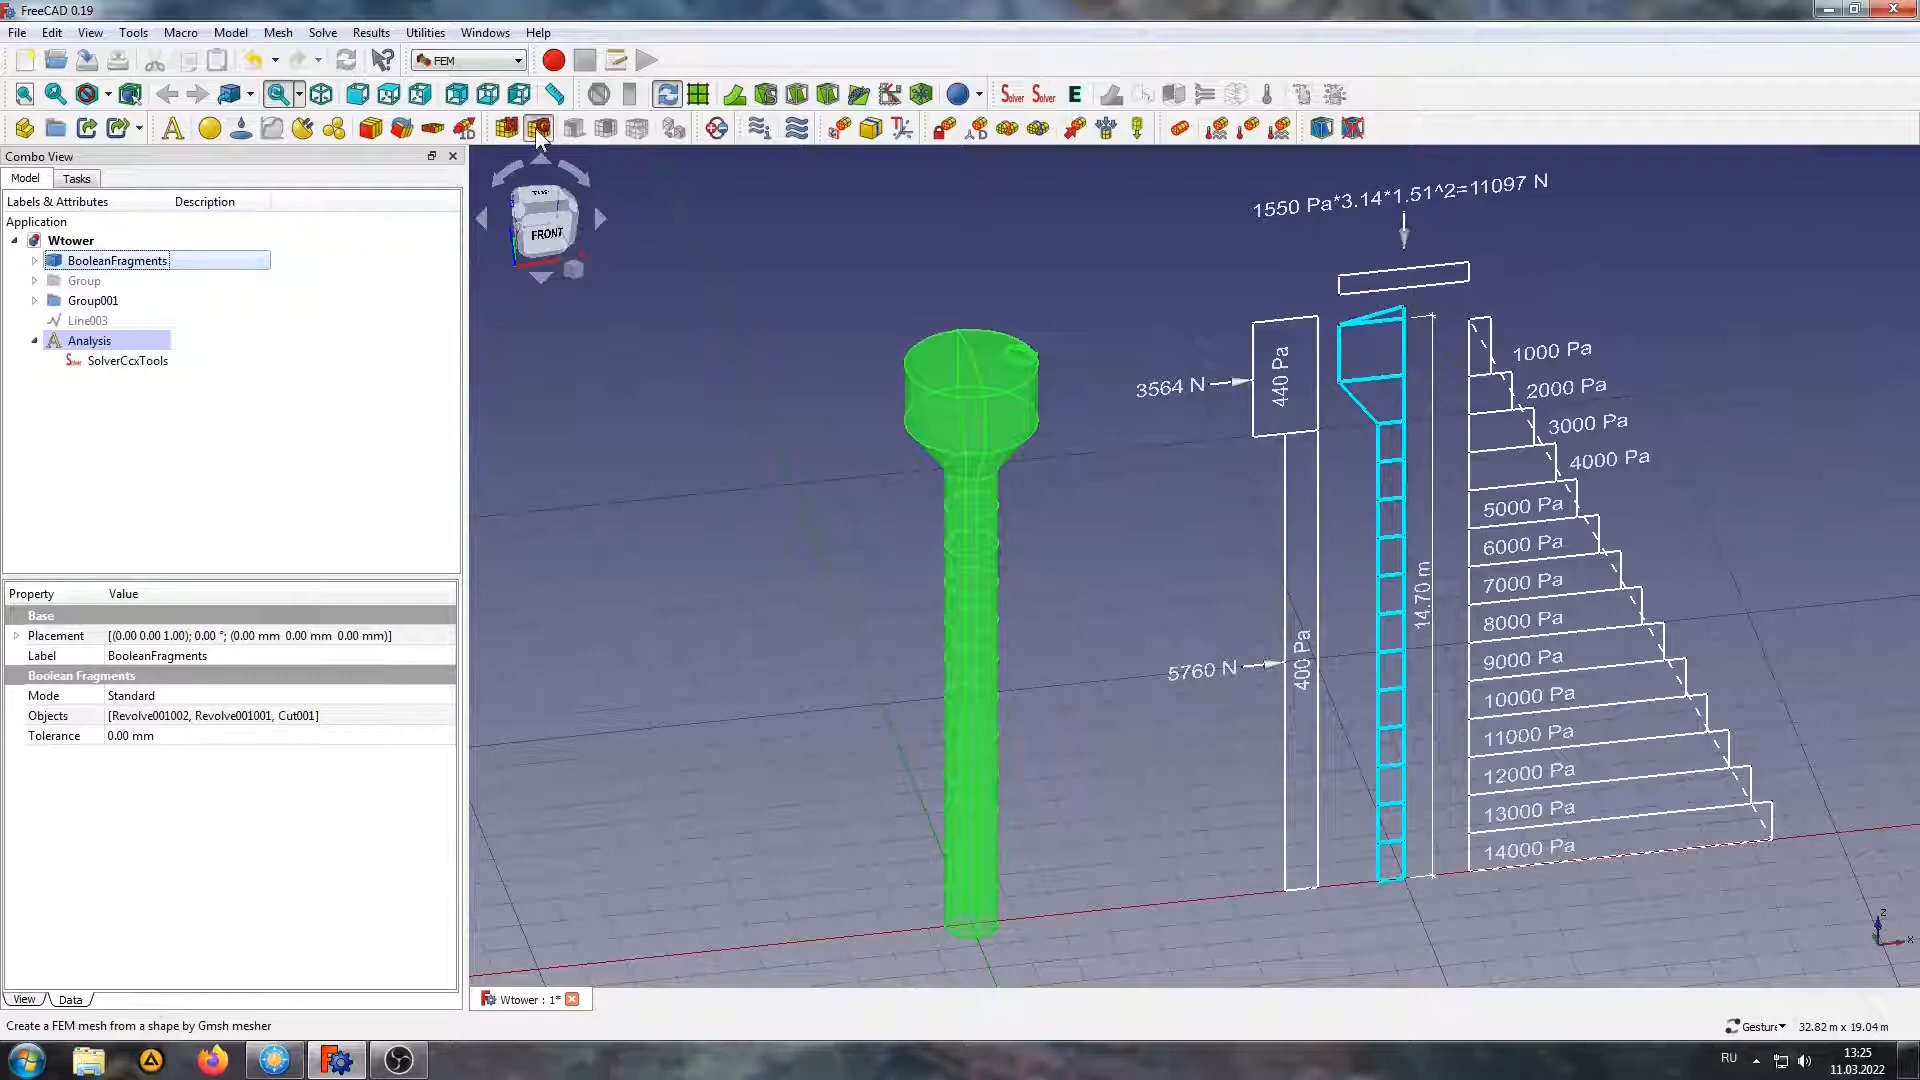 FreeCAD 0.19
File Edit View Tools Macro Model Mesh Solve Results Utilities Windows Help
FEM
Solver Solver E
Combo View
Model Tasks
Labels & Attributes Description
Application
Wtower
BooleanFragments
Group
Group001
Line003
Analysis
SolverCcxTools
Property Value
Base
Placement [(0.00 0.00 1.00); 0.00 °; (0.00 mm 0.00 mm 0.00 mm)]
Label BooleanFragments
Boolean Fragments
Mode Standard
Objects [Revolve001002, Revolve001001, Cut001]
Tolerance 0.00 mm
View Data
FRONT
1550 Pa*3.14*1.51^2=11097 N
3564 N
440 Pa
5760 N
400 Pa
14.70 m
1000 Pa
2000 Pa
3000 Pa
4000 Pa
5000 Pa
6000 Pa
7000 Pa
8000 Pa
9000 Pa
10000 Pa
11000 Pa
12000 Pa
13000 Pa
14000 Pa
Z
X
Wtower : 1*
Create a FEM mesh from a shape by Gmsh mesher
Gesture 32.82 m x 19.04 m
RU
13:25
11.03.2022